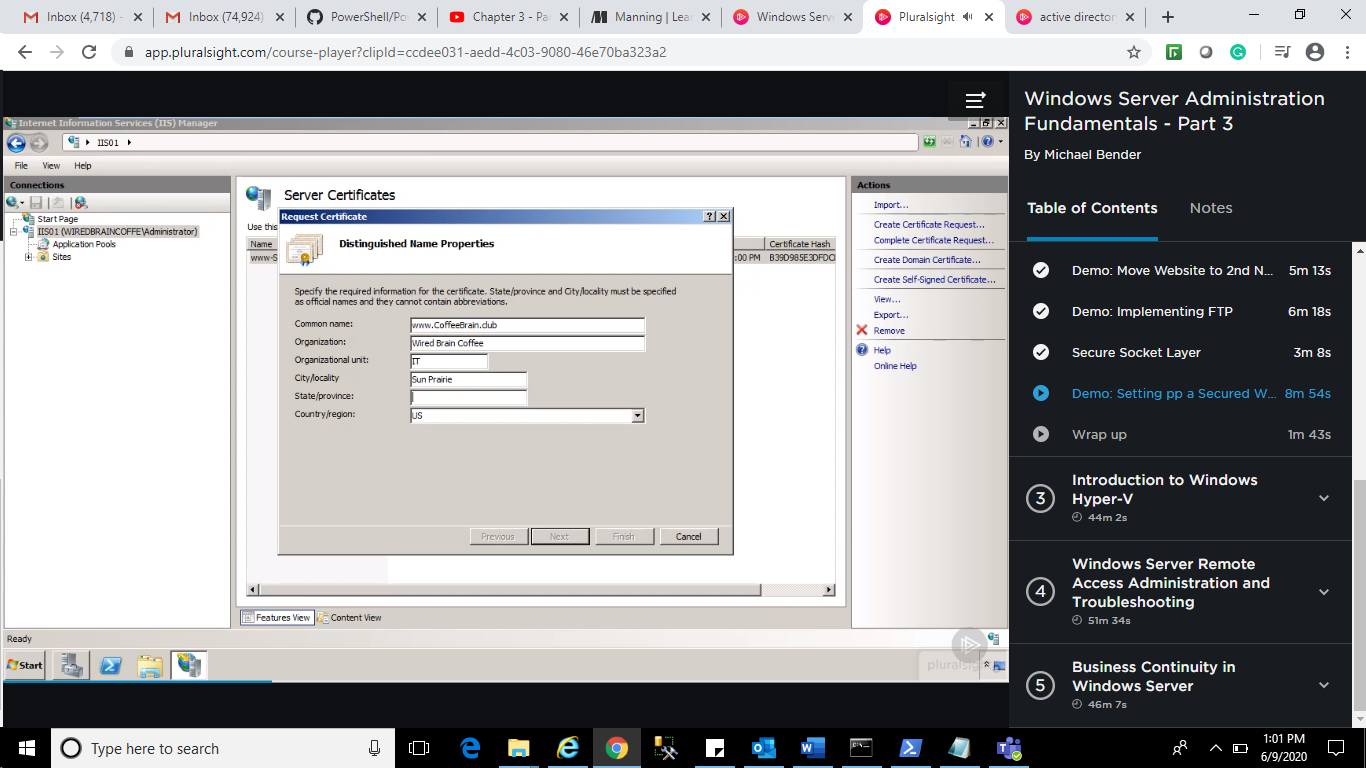 Inbox (4,718) -
Inbox (74,924)
PowerShell/Po
Chapter 3 - Pa
Manning | Lea
Windows Serv
Pluralsight
active director
app.pluralsight.com/course-player?clipId=ccdee031-aedd-4c03-9080-46e70ba323a2
Internet Information Services (IIS) Manager
IIS01
File View Help
Connections
Start Page
IIS01 (WIREDBRAINCOFFE\Administrator)
Application Pools
Sites
Server Certificates
Use this
Name
Certificate Hash
www-S
:00 PM
B39D985E3DFDC
Request Certificate
Distinguished Name Properties
Specify the required information for the certificate. State/province and City/locality must be specified
as official names and they cannot contain abbreviations.
Common name: www.CoffeeBrain.club
Organization: Wired Brain Coffee
Organizational unit: IT
City/locality Sun Prairie
State/province:
Country/region: US
Previous Next Finish Cancel
Features View Content View
Actions
Import...
Create Certificate Request...
Complete Certificate Request...
Create Domain Certificate...
Create Self-Signed Certificate...
View...
Export...
Remove
Help
Online Help
Ready
Start
pluralsig
Windows Server Administration
Fundamentals - Part 3
By Michael Bender
Table of Contents Notes
Demo: Move Website to 2nd N... 5m 13s
Demo: Implementing FTP 6m 18s
Secure Socket Layer 3m 8s
Demo: Setting pp a Secured W... 8m 54s
Wrap up 1m 43s
3 Introduction to Windows
Hyper-V
44m 2s
4 Windows Server Remote
Access Administration and
Troubleshooting
51m 34s
5 Business Continuity in
Windows Server
46m 7s
Type here to search
1:01 PM
6/9/2020